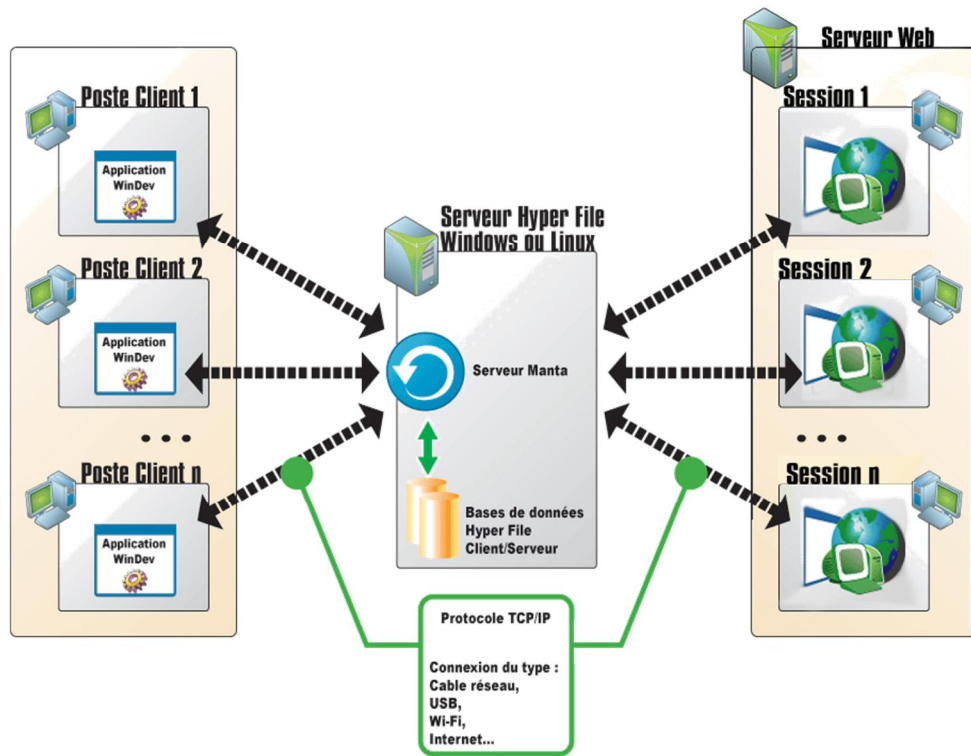 Poste Client 1
Application
WinDev
Poste Client 2
Application
WinDev
...
Poste Client n
Application
WinDev
Serveur Hyper File
Windows ou Linux
Serveur Manta
Bases de données
Hyper File
Client/Serveur
Protocole TCP/IP
Connexion du type :
Cable réseau,
USB,
Wi-Fi,
Internet...
Serveur Web
Session 1
Session 2
...
Session n